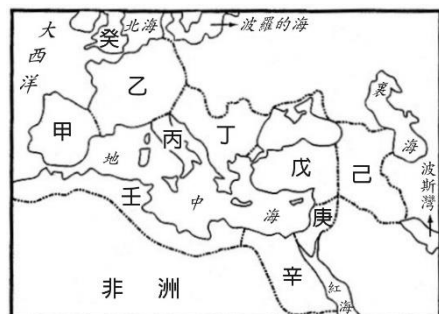 大西洋
北海
波羅的海
癸
乙
甲
丙
丁
裏海
地中海
戊
己
波斯灣
壬
庚
辛
紅海
非洲